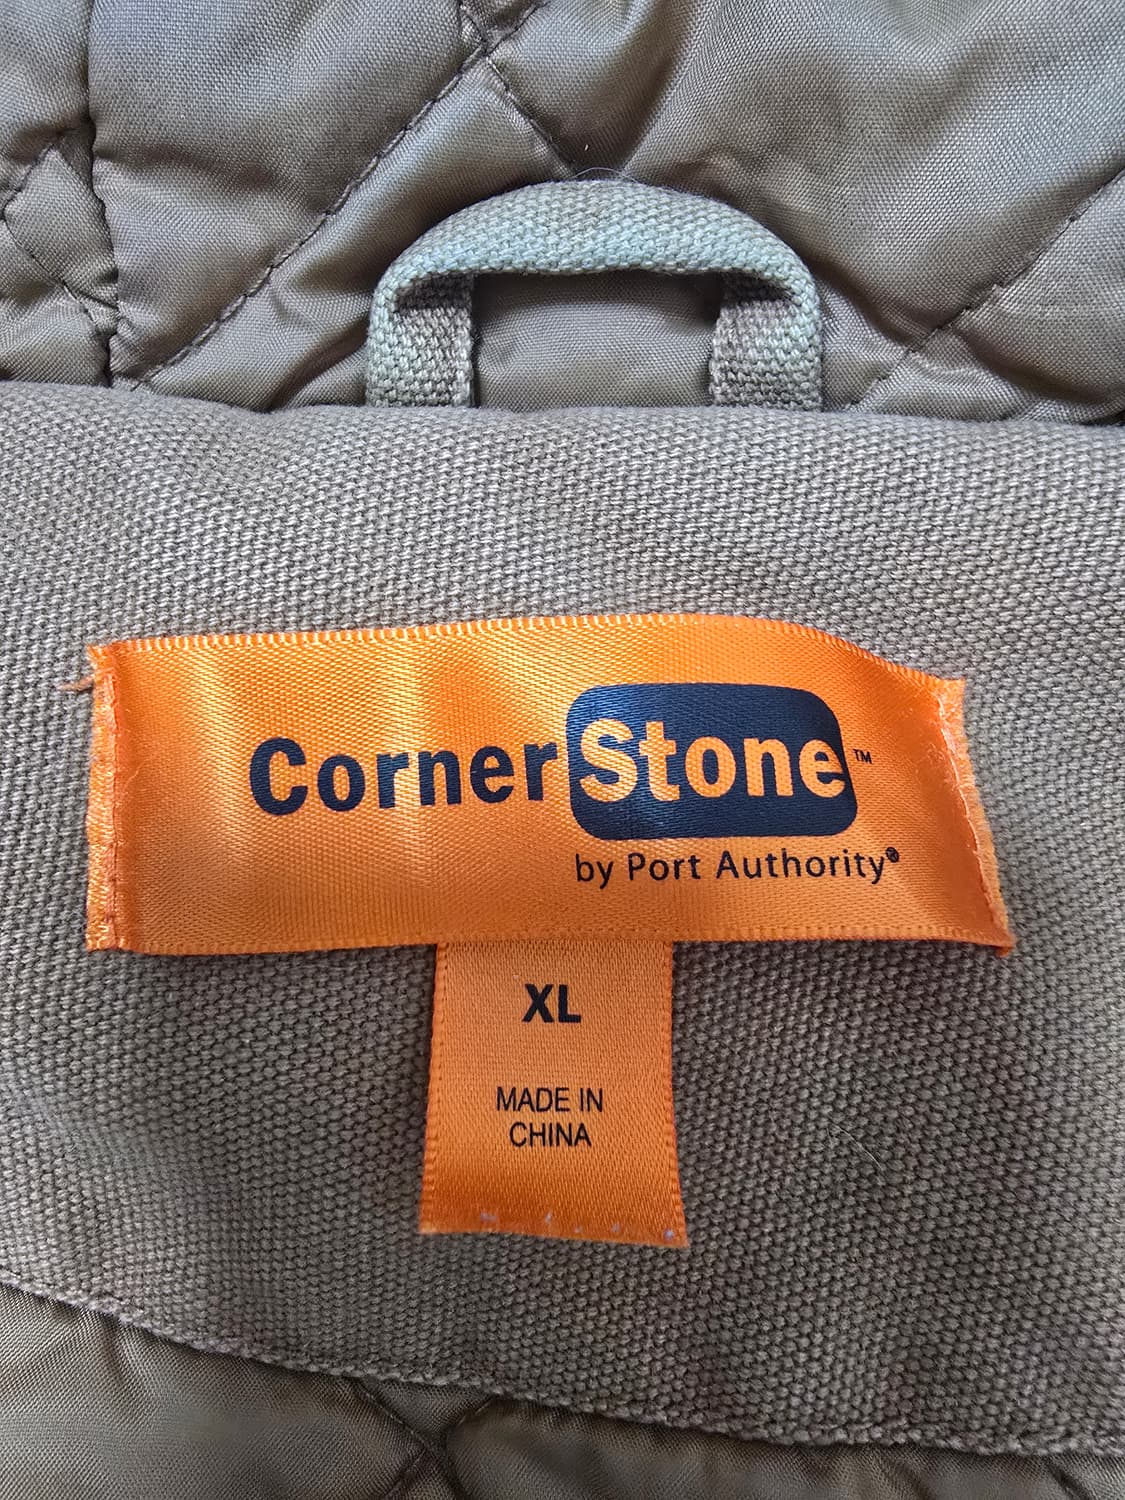 CornerStone™
by Port Authority®
XL
MADE IN
CHINA